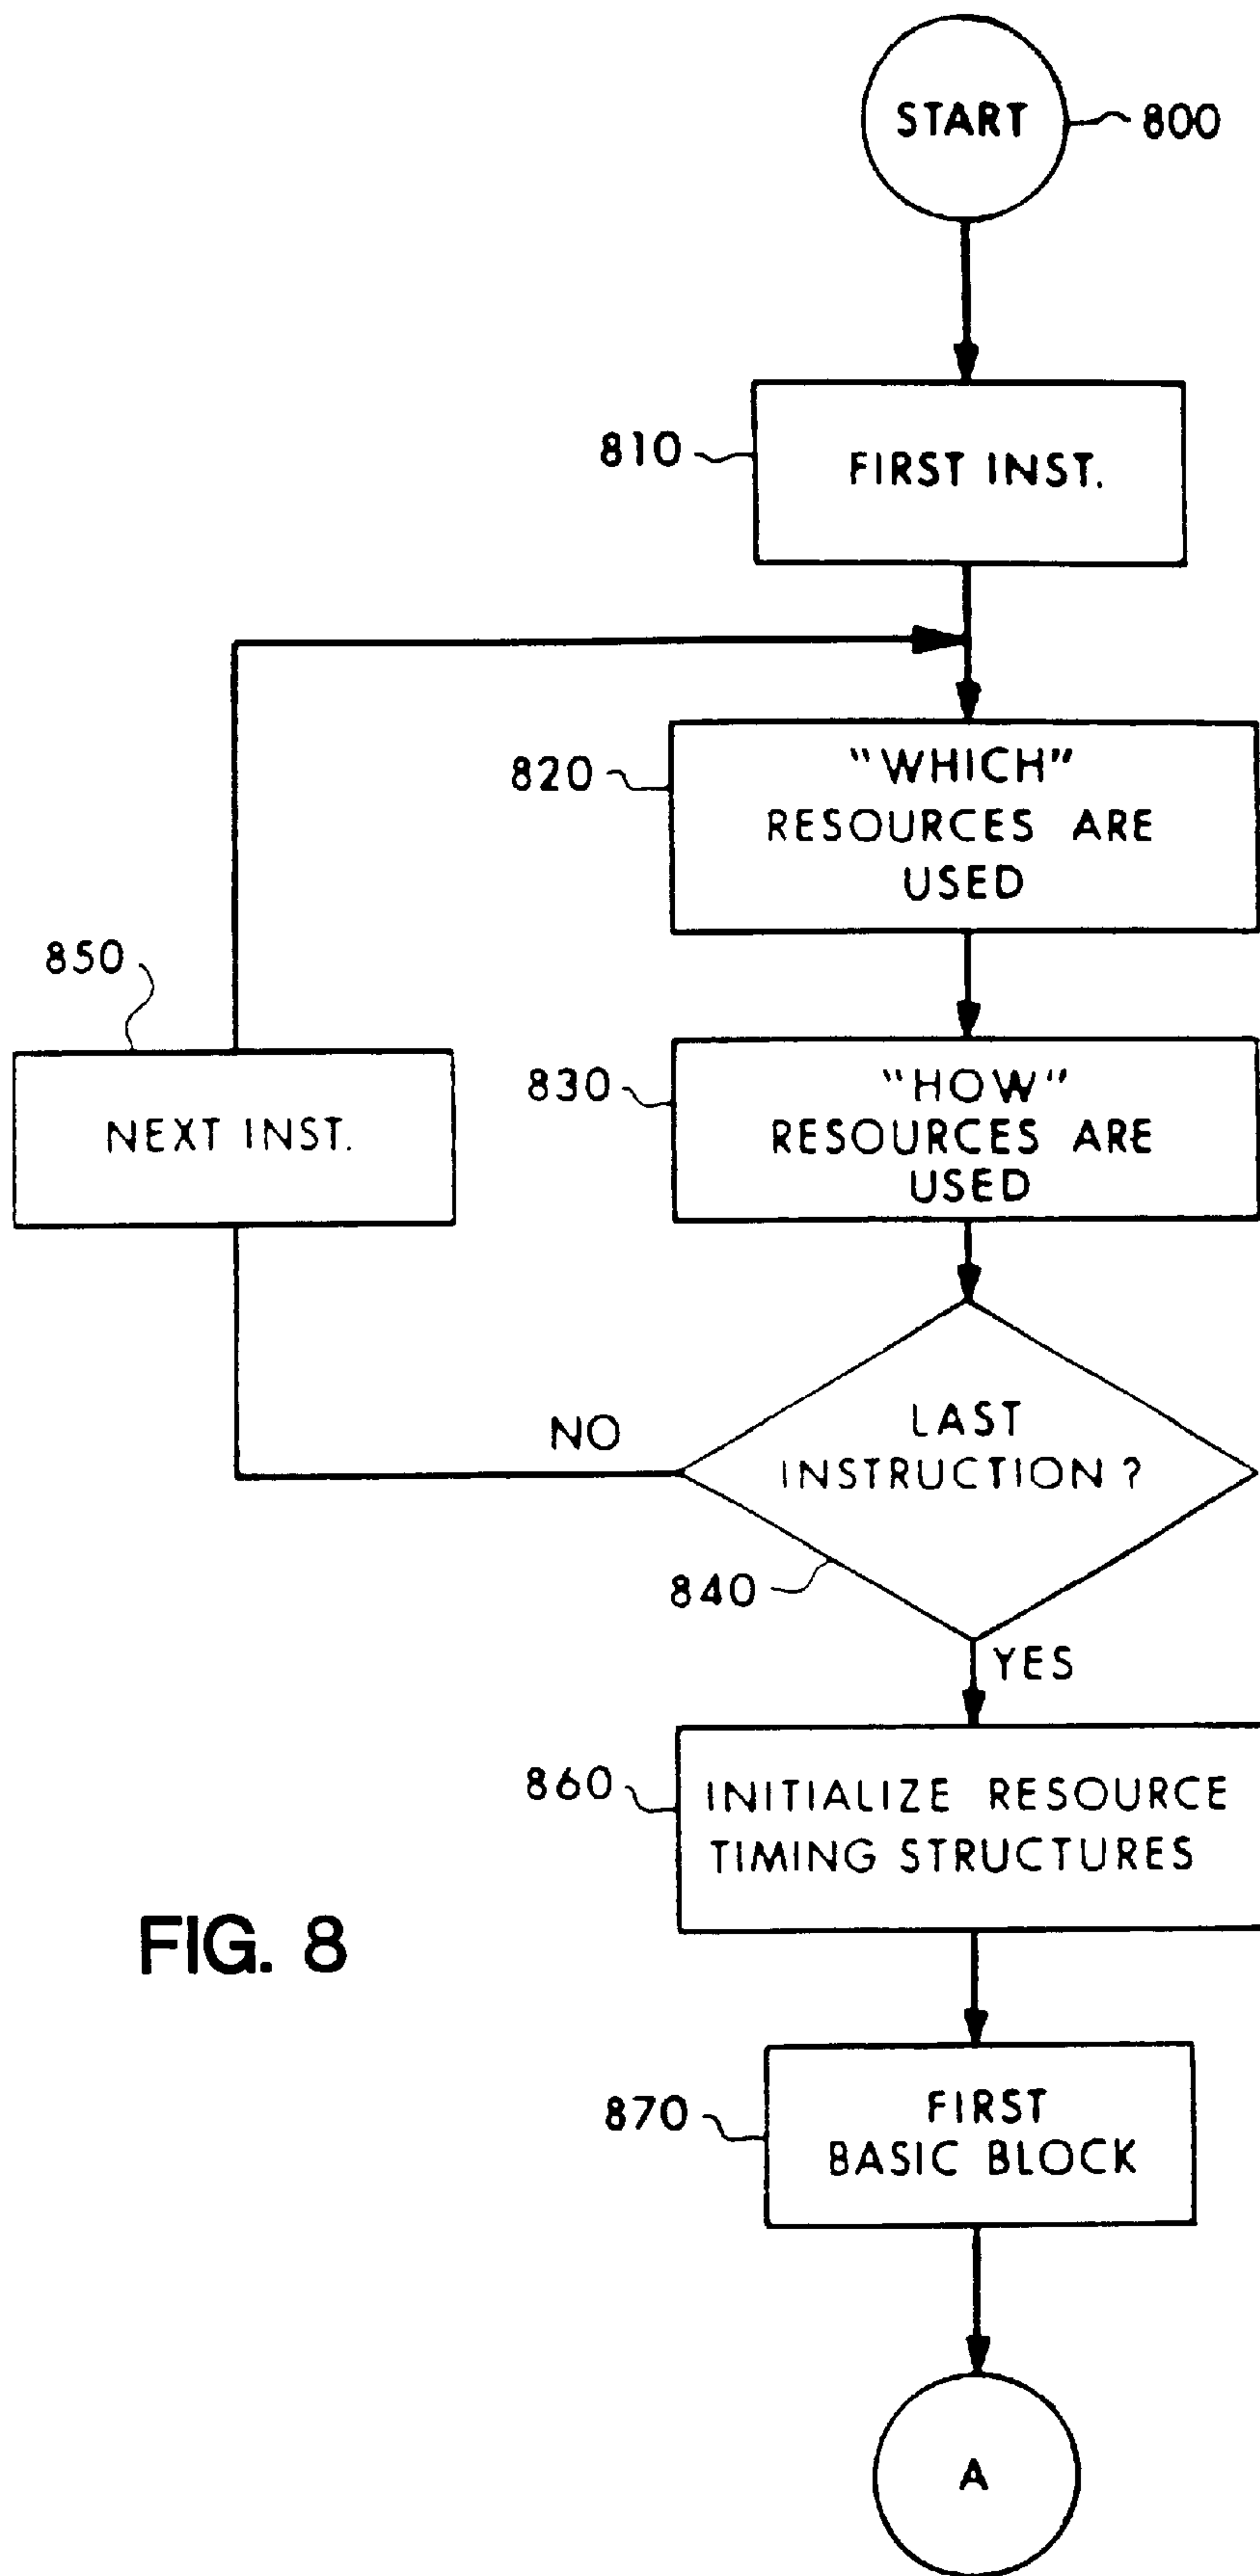 START
800
810
FIRST INST.
820
"WHICH"
RESOURCES ARE
USED
850
NEXT INST.
830
"HOW"
RESOURCES ARE
USED
NO
LAST
INSTRUCTION ?
840
YES
860
INITIALIZE RESOURCE
TIMING STRUCTURES
FIG. 8
870
FIRST
BASIC BLOCK
A